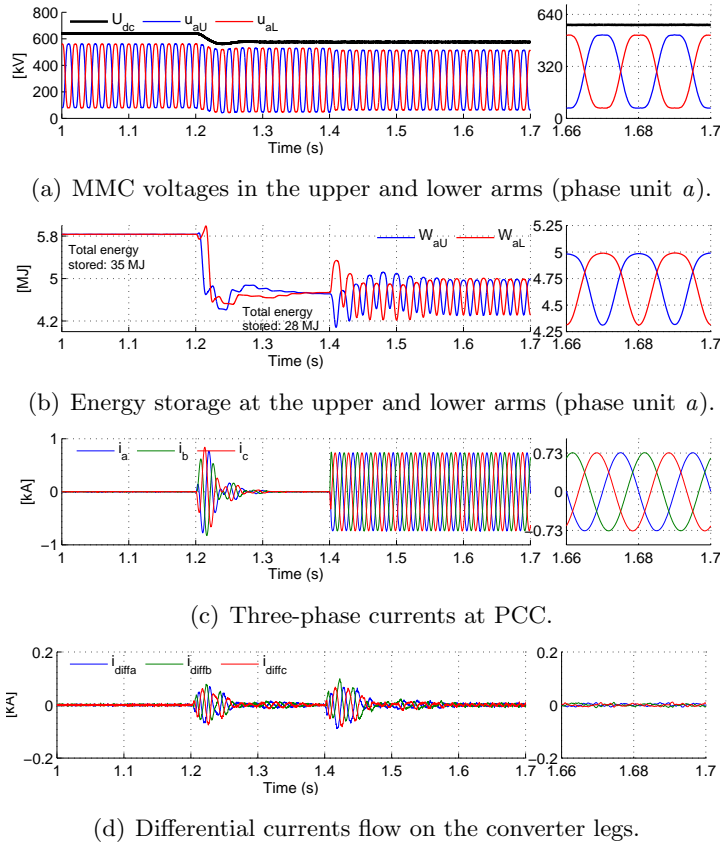 U_dc u_aU u_aL
[kV]
800
600
400
200
0
1 1.1 1.2 1.3 1.4 1.5 1.6 1.7
Time (s)
640
320
0
1.66 1.68 1.7
(a) MMC voltages in the upper and lower arms (phase unit a).
W_aU W_aL
[MJ]
5.8
5
4.2
Total energy
stored: 35 MJ
Total energy
stored: 28 MJ
1 1.1 1.2 1.3 1.4 1.5 1.6 1.7
Time (s)
5.25
5
4.75
4.5
4.25
1.66 1.68 1.7
(b) Energy storage at the upper and lower arms (phase unit a).
i_a i_b i_c
[kA]
1
0
−1
1 1.1 1.2 1.3 1.4 1.5 1.6 1.7
Time (s)
0.73
0
−0.73
1.66 1.68 1.7
(c) Three-phase currents at PCC.
i_diffa i_diffb i_diffc
[kA]
0.2
0
−0.2
1 1.1 1.2 1.3 1.4 1.5 1.6 1.7
Time (s)
0.2
0
−0.2
1.66 1.68 1.7
(d) Differential currents flow on the converter legs.